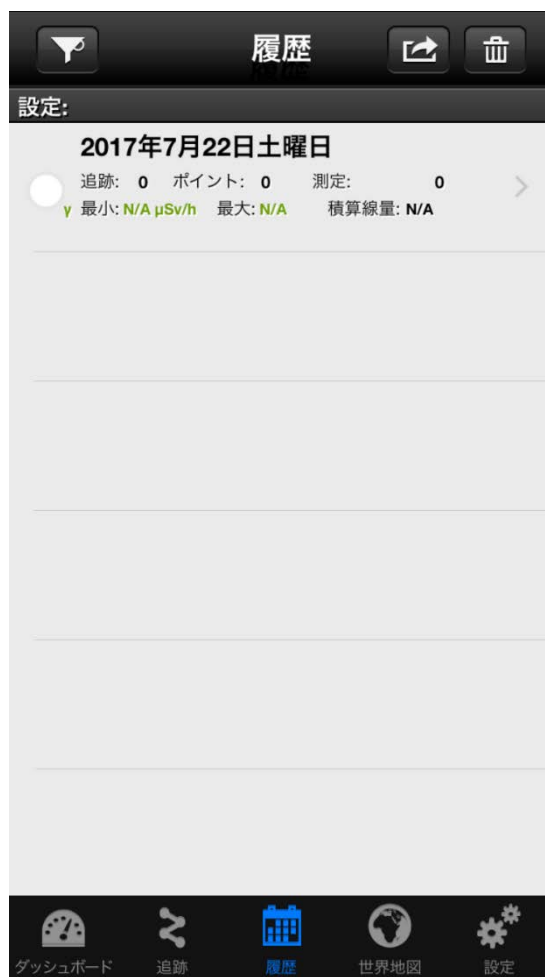 履歴
設定:
2017年7月22日土曜日
追跡: 0 ポイント: 0 測定: 0
γ 最小: N/A μSv/h 最大: N/A 積算線量: N/A
ダッシュボード 追跡 履歴 世界地図 設定